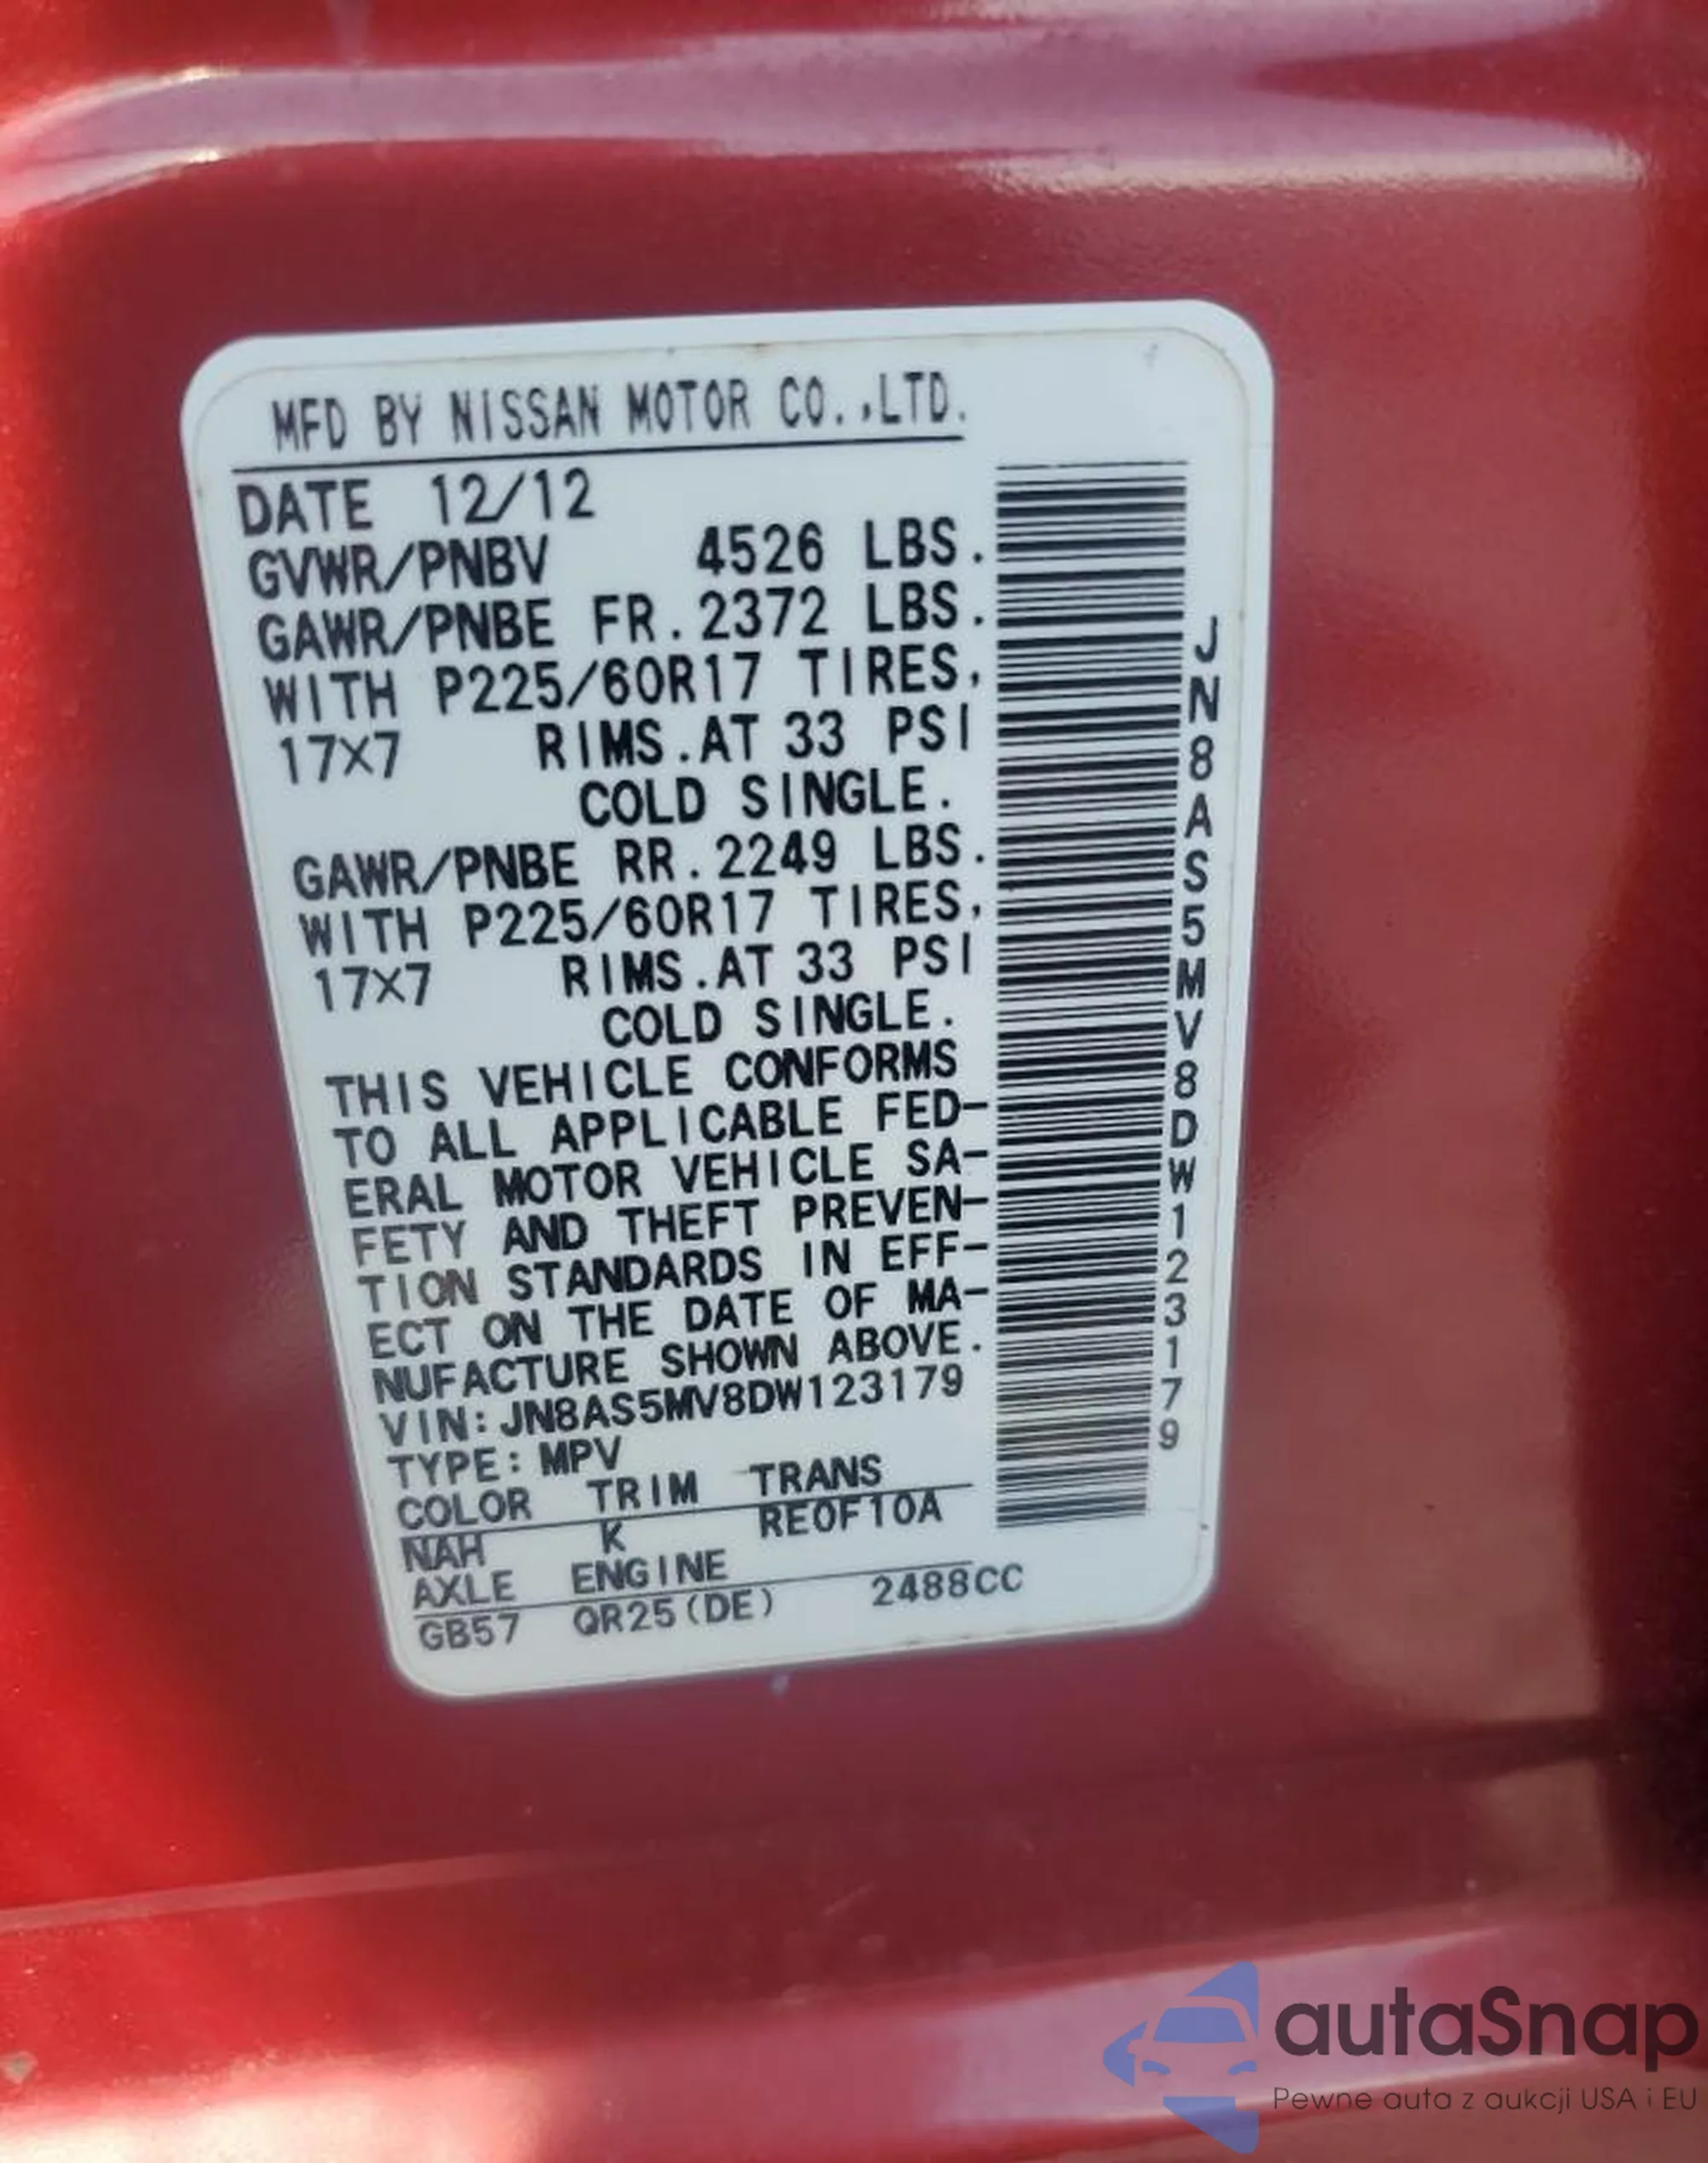 MFD BY NISSAN MOTOR CO.,LTD.
DATE 12/12
GVWR/PNBV 4526 LBS.
GAWR/PNBE FR.2372 LBS.
WITH P225/60R17 TIRES,
17X7 RIMS.AT 33 PSI
COLD SINGLE.
GAWR/PNBE RR.2249 LBS.
WITH P225/60R17 TIRES,
17X7 RIMS.AT 33 PSI
COLD SINGLE.
THIS VEHICLE CONFORMS
TO ALL APPLICABLE FED-
ERAL MOTOR VEHICLE SA-
FETY AND THEFT PREVEN-
TION STANDARDS IN EFF-
ECT ON THE DATE OF MA-
NUFACTURE SHOWN ABOVE.
VIN:JN8AS5MV8DW123179
TYPE:MPV
COLOR TRIM TRANS
NAH K RE0F10A
AXLE ENGINE
GB57 QR25(DE) 2488CC
JN8AS5MV8DW123179
autaSnap
Pewne auta z aukcji USA i EU